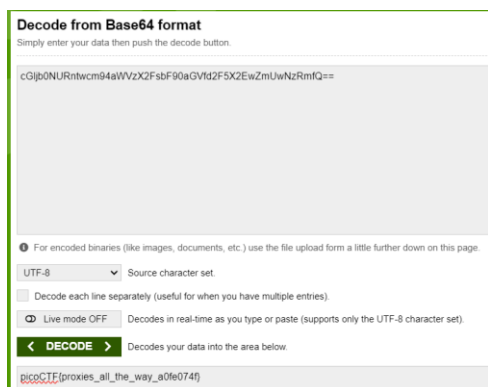 Decode from Base64 format
Simply enter your data then push the decode button.
cGljb0NURntwcm94aWVzX2FsbF90aGVfd2F5X2EwZmUwNzRmfQ==
For encoded binaries (like images, documents, etc.) use the file upload form a little further down on this page.
UTF-8 Source character set.
Decode each line separately (useful for when you have multiple entries).
Live mode OFF Decodes in real-time as you type or paste (supports only the UTF-8 character set).
< DECODE > Decodes your data into the area below.
picoCTF{proxies_all_the_way_a0fe074f}